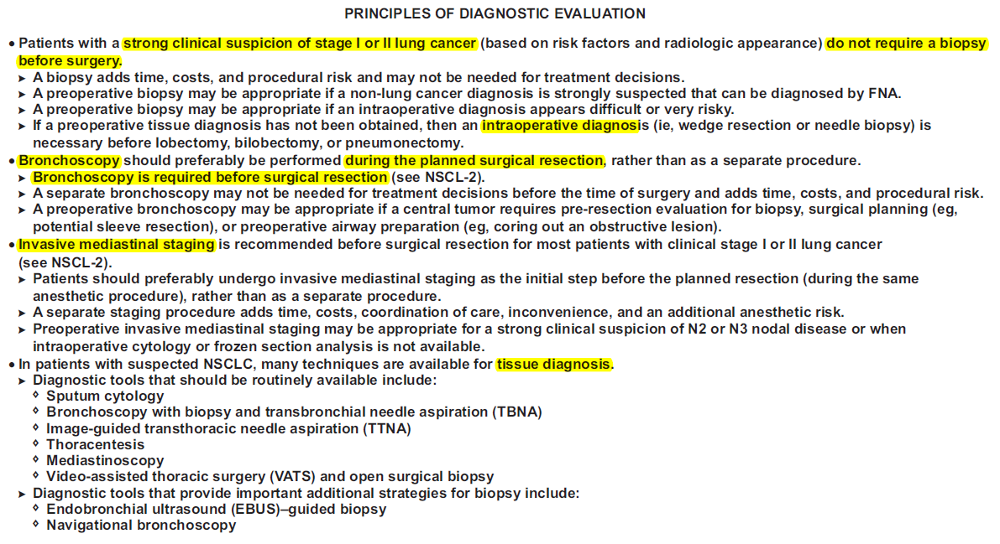 PRINCIPLES OF DIAGNOSTIC EVALUATION
• Patients with a strong clinical suspicion of stage I or II lung cancer (based on risk factors and radiologic appearance) do not require a biopsy
before surgery.
➤ A biopsy adds time, costs, and procedural risk and may not be needed for treatment decisions.
➤ A preoperative biopsy may be appropriate if a non-lung cancer diagnosis is strongly suspected that can be diagnosed by FNA.
➤ A preoperative biopsy may be appropriate if an intraoperative diagnosis appears difficult or very risky.
➤ If a preoperative tissue diagnosis has not been obtained, then an intraoperative diagnosis (ie, wedge resection or needle biopsy) is
necessary before lobectomy, bilobectomy, or pneumonectomy.
• Bronchoscopy should preferably be performed during the planned surgical resection, rather than as a separate procedure.
➤ Bronchoscopy is required before surgical resection (see NSCL-2).
➤ A separate bronchoscopy may not be needed for treatment decisions before the time of surgery and adds time, costs, and procedural risk.
➤ A preoperative bronchoscopy may be appropriate if a central tumor requires pre-resection evaluation for biopsy, surgical planning (eg,
potential sleeve resection), or preoperative airway preparation (eg, coring out an obstructive lesion).
• Invasive mediastinal staging is recommended before surgical resection for most patients with clinical stage I or II lung cancer
(see NSCL-2).
➤ Patients should preferably undergo invasive mediastinal staging as the initial step before the planned resection (during the same
anesthetic procedure), rather than as a separate procedure.
➤ A separate staging procedure adds time, costs, coordination of care, inconvenience, and an additional anesthetic risk.
➤ Preoperative invasive mediastinal staging may be appropriate for a strong clinical suspicion of N2 or N3 nodal disease or when
intraoperative cytology or frozen section analysis is not available.
• In patients with suspected NSCLC, many techniques are available for tissue diagnosis.
➤ Diagnostic tools that should be routinely available include:
◊ Sputum cytology
◊ Bronchoscopy with biopsy and transbronchial needle aspiration (TBNA)
◊ Image-guided transthoracic needle aspiration (TTNA)
◊ Thoracentesis
◊ Mediastinoscopy
◊ Video-assisted thoracic surgery (VATS) and open surgical biopsy
➤ Diagnostic tools that provide important additional strategies for biopsy include:
◊ Endobronchial ultrasound (EBUS)–guided biopsy
◊ Navigational bronchoscopy